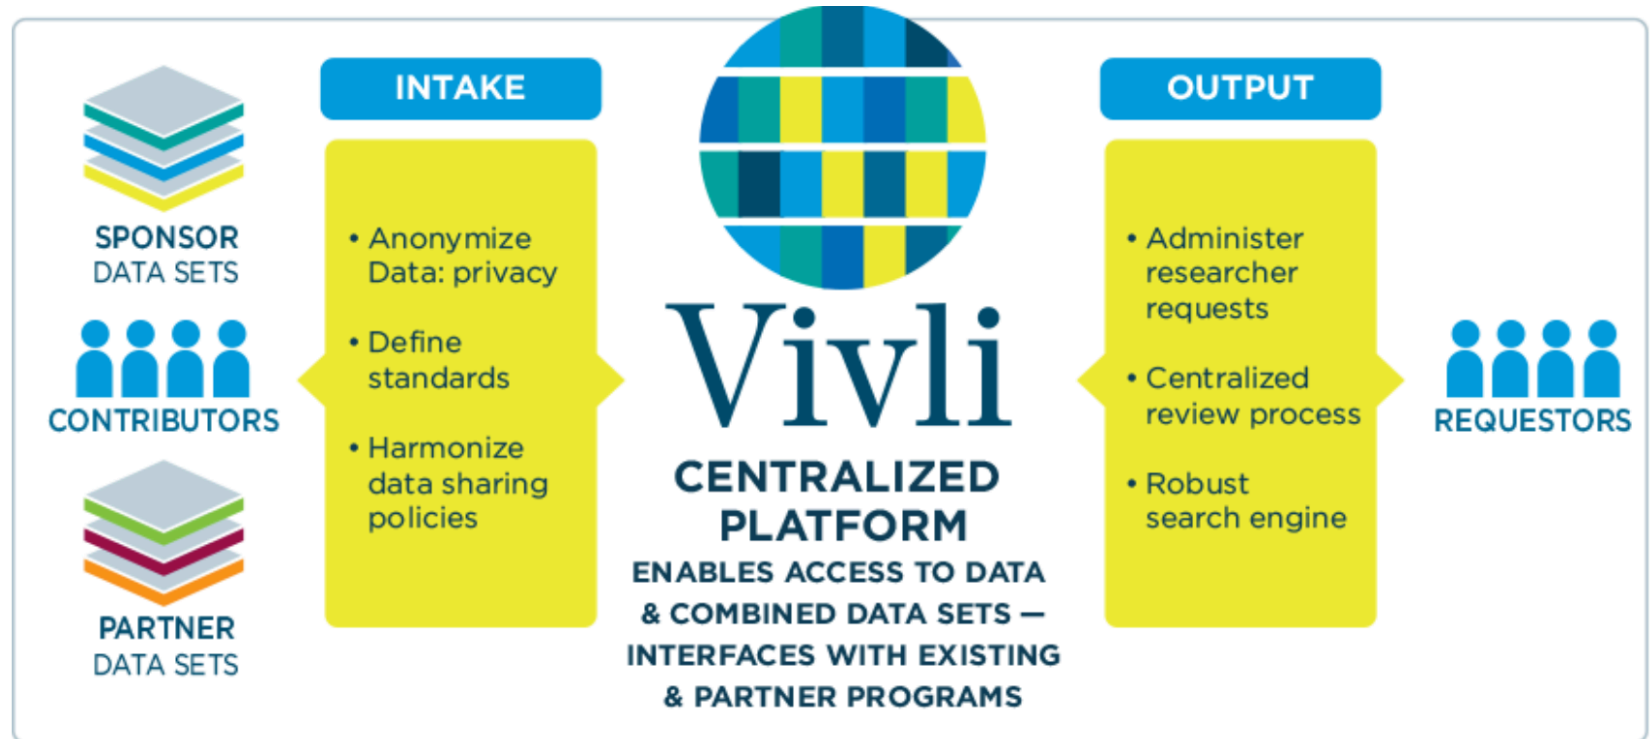 SPONSOR
DATA SETS
CONTRIBUTORS
PARTNER
DATA SETS
INTAKE
• Anonymize
Data: privacy
• Define
standards
• Harmonize
data sharing
policies
Vivli
CENTRALIZED
PLATFORM
ENABLES ACCESS TO DATA
& COMBINED DATA SETS —
INTERFACES WITH EXISTING
& PARTNER PROGRAMS
OUTPUT
• Administer
researcher
requests
• Centralized
review process
• Robust
search engine
REQUESTORS